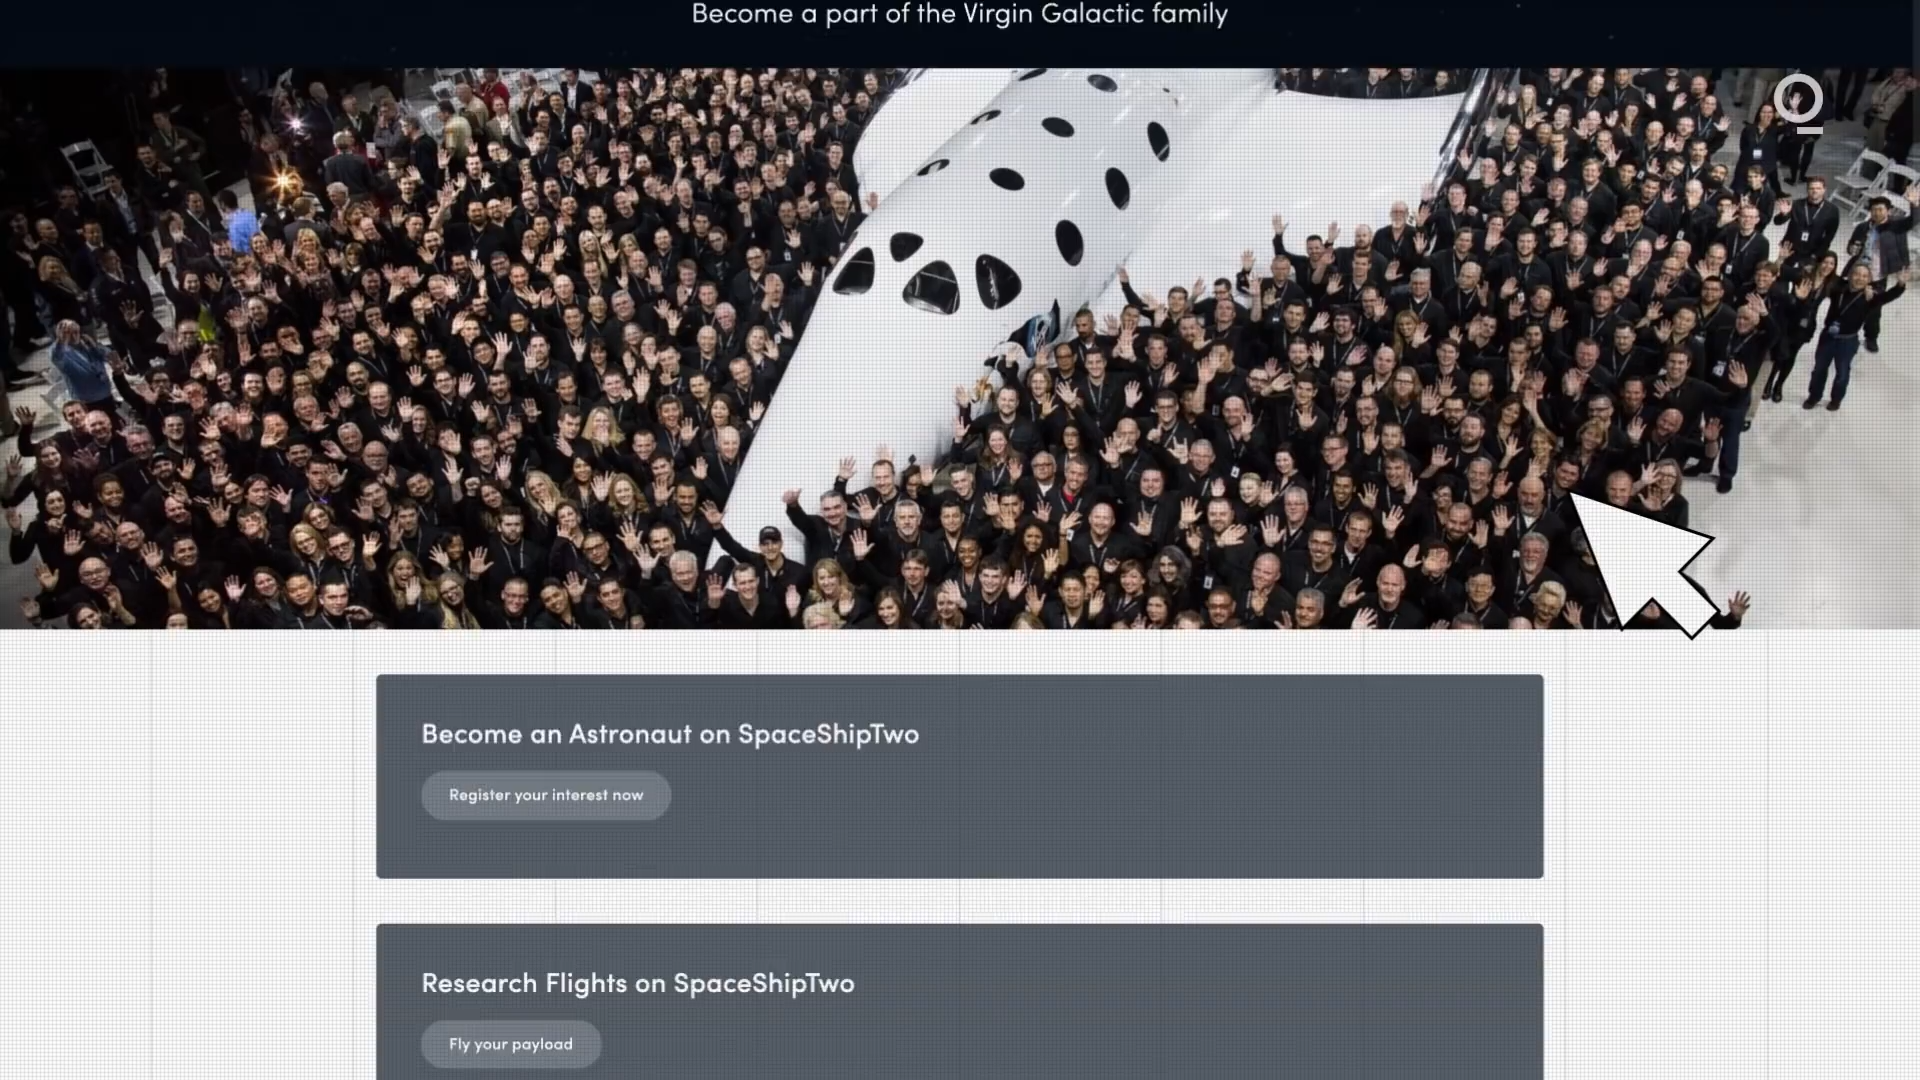 Become a part of the Virgin Galactic family
Become an Astronaut on SpaceShipTwo
Register your interest now
Research Flights on SpaceShipTwo
Fly your payload